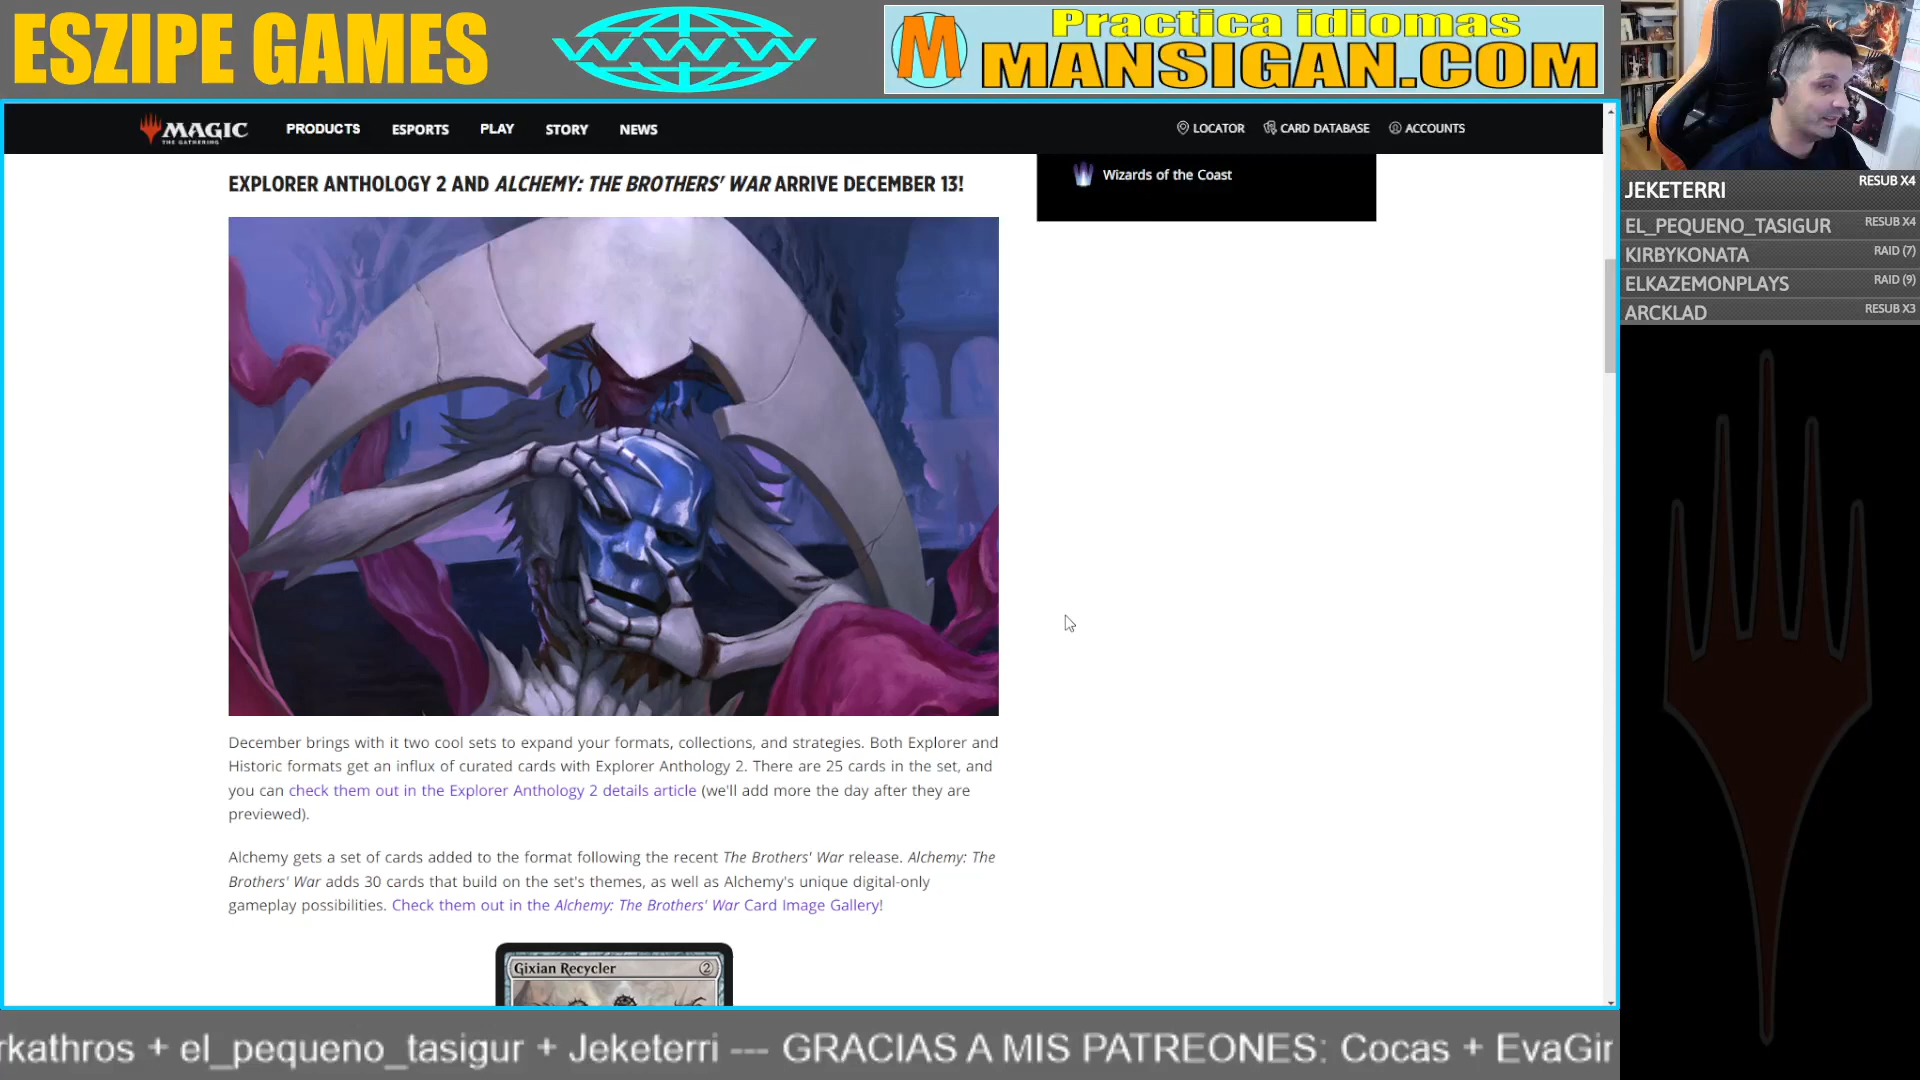 ESZIPE GAMES
WWW
M
Practica idiomas
MANSIGAN.COM
MAGIC
THE GATHERING
PRODUCTS
ESPORTS
PLAY
STORY
NEWS
LOCATOR
CARD DATABASE
ACCOUNTS
EXPLORER ANTHOLOGY 2 AND ALCHEMY: THE BROTHERS' WAR ARRIVE DECEMBER 13!
Wizards of the Coast
JEKETERRI RESUB X4
EL_PEQUENO_TASIGUR RESUB X4
KIRBYKONATA RAID (7)
ELKAZEMONPLAYS RAID (9)
ARCKLAD RESUB X3
December brings with it two cool sets to expand your formats, collections, and strategies. Both Explorer and
Historic formats get an influx of curated cards with Explorer Anthology 2. There are 25 cards in the set, and
you can check them out in the Explorer Anthology 2 details article (we'll add more the day after they are
previewed).
Alchemy gets a set of cards added to the format following the recent The Brothers' War release. Alchemy: The
Brothers' War adds 30 cards that build on the set's themes, as well as Alchemy's unique digital-only
gameplay possibilities. Check them out in the Alchemy: The Brothers' War Card Image Gallery!
Gixian Recycler 2
rkathros + el_pequeno_tasigur + Jeketerri --- GRACIAS A MIS PATREONES: Cocas + EvaGir